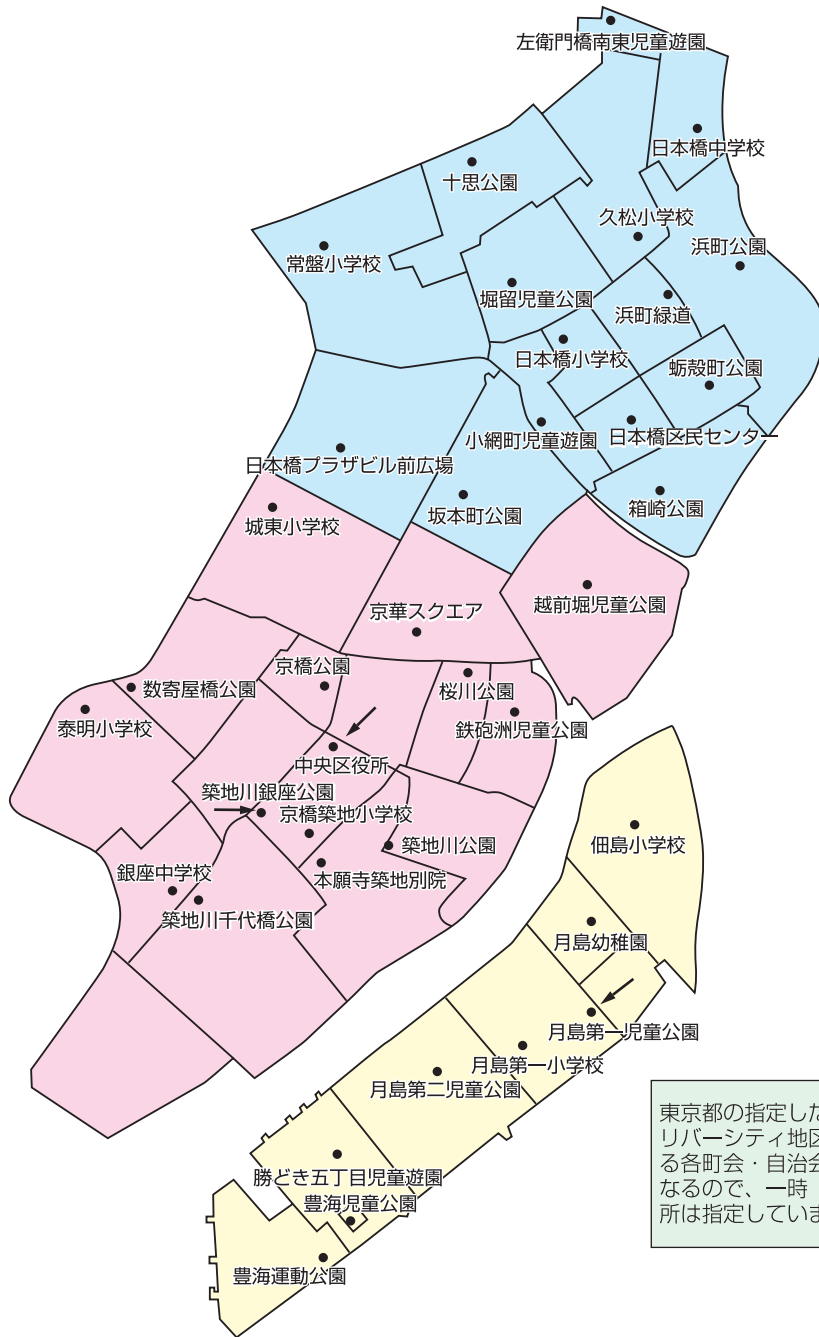 左衛門橋南東児童遊園
日本橋中学校
十思公園
久松小学校
浜町公園
常盤小学校
堀留児童公園
浜町緑道
日本橋小学校
蛎殻町公園
小網町児童遊園
日本橋区民センター
日本橋プラザビル前広場
箱崎公園
坂本町公園
城東小学校
越前堀児童公園
京華スクエア
京橋公園
桜川公園
数寄屋橋公園
鉄砲洲児童公園
泰明小学校
中央区役所
築地川銀座公園
京橋築地小学校
築地川公園
佃島小学校
銀座中学校
本願寺築地別院
築地川千代橋公園
月島幼稚園
月島第一児童公園
月島第一小学校
月島第二児童公園
勝どき五丁目児童遊園
豊海児童公園
豊海運動公園
東京都の指定した
リバーシティ地区
る各町会・自治会
なるので、一時
所は指定していま